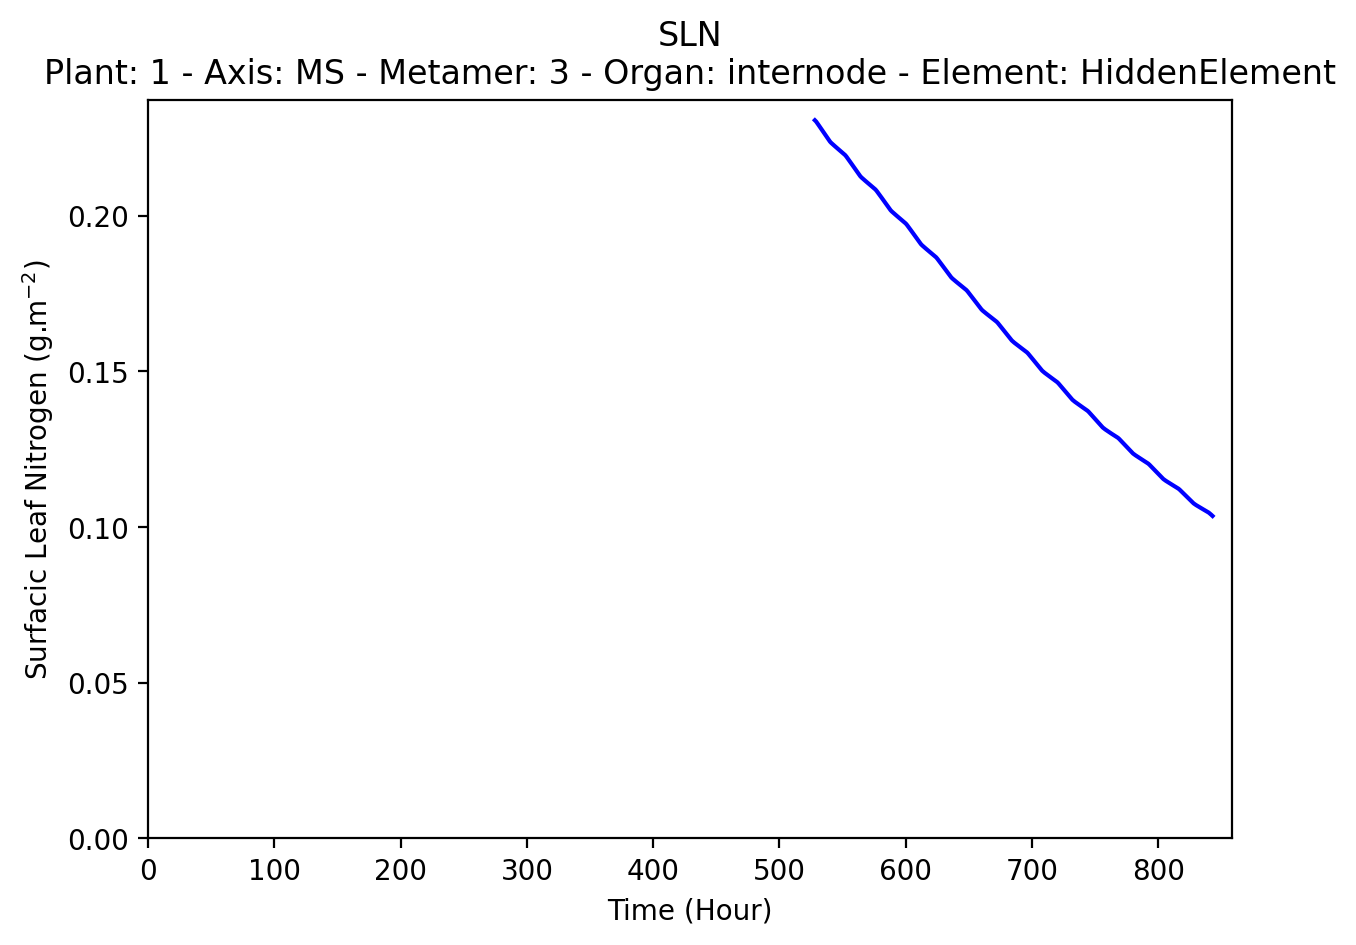 SLN
Plant: 1 - Axis: MS - Metamer: 3 - Organ: internode - Element: HiddenElement
Surfacic Leaf Nitrogen (g.m⁻²)
0.20
0.15
0.10
0.05
0.00
0 100 200 300 400 500 600 700 800
Time (Hour)